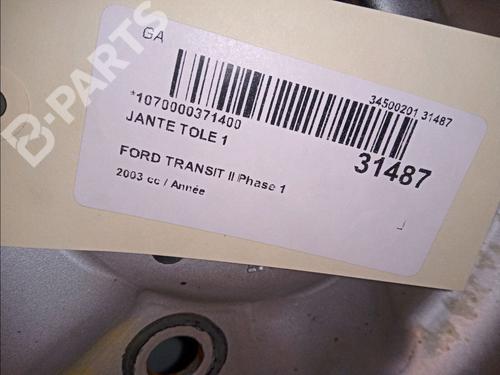 GA
34500201 31487
*1070000371400
JANTE TOLE 1
31487
FORD TRANSIT II Phase 1
2003 cc / Année
B-PARTS